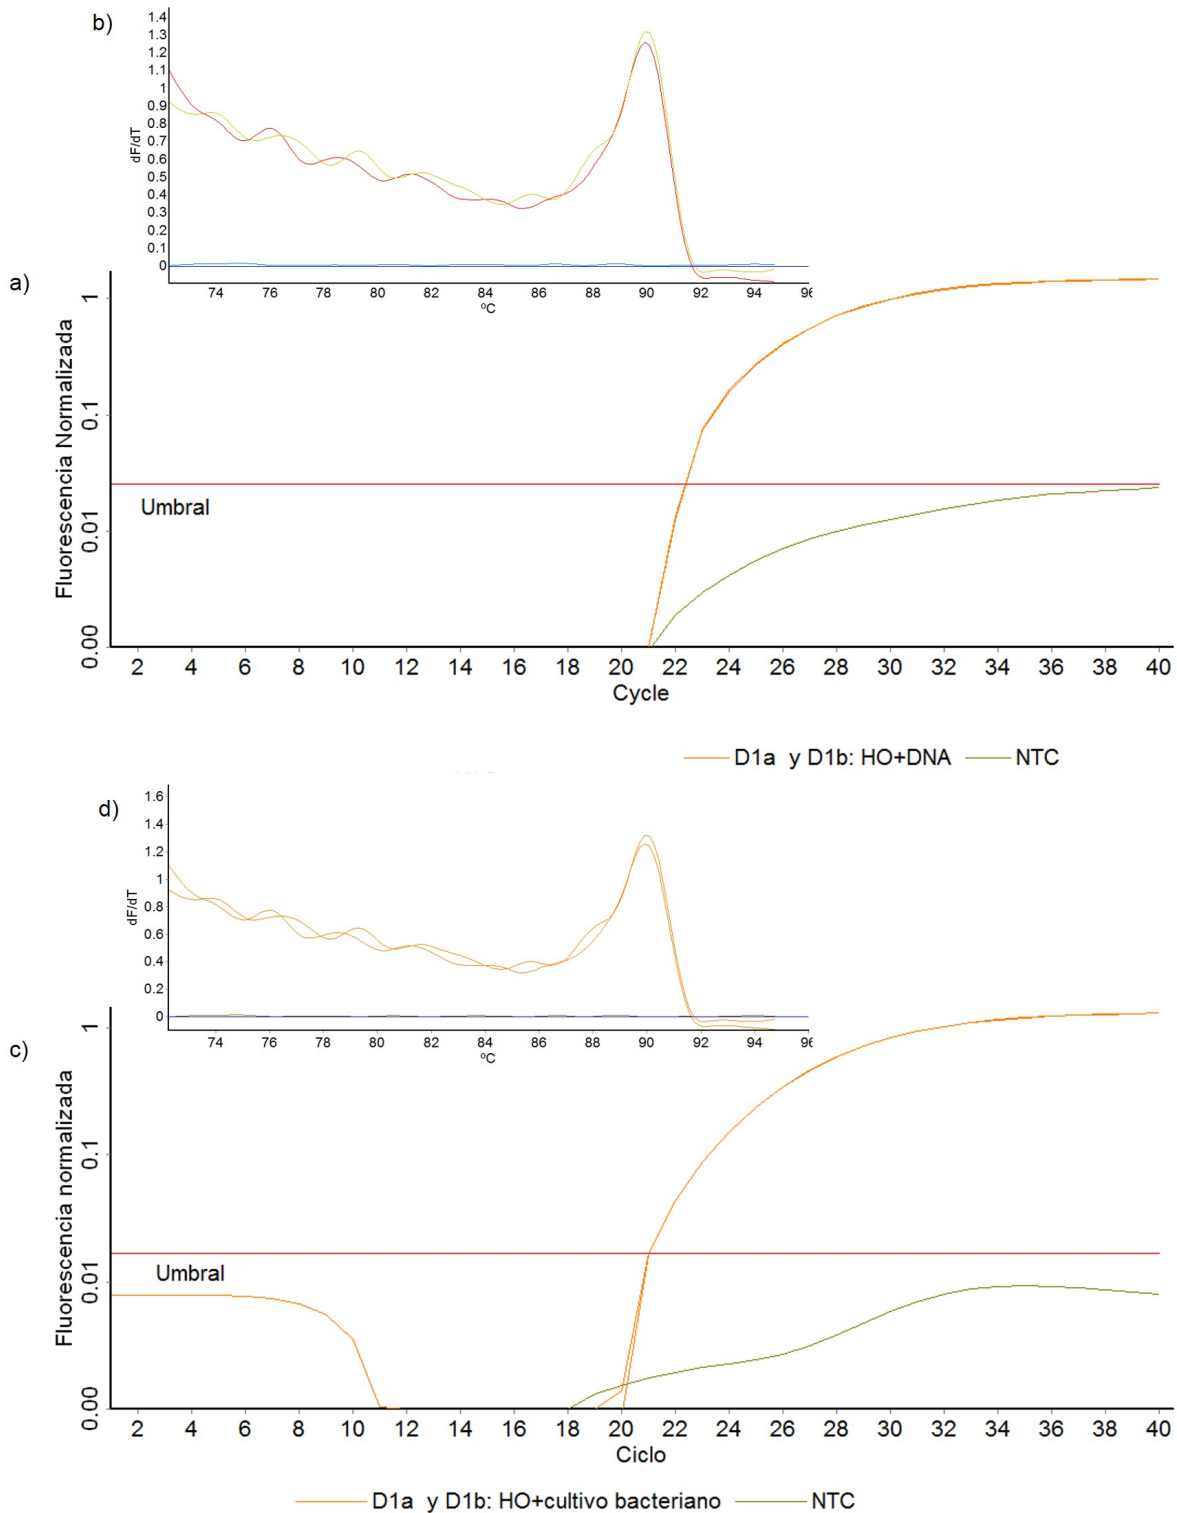 b)
1.4
1.3
1.2
1.1
1
0.9
0.8
0.7
0.6
0.5
0.4
0.3
0.2
0.1
0
dF/dT
74 76 78 80 82 84 86 88 90 92 94 96
ºC
a)
1
0.1
0.01
0.00
Fluorescencia Normalizada
Umbral
2 4 6 8 10 12 14 16 18 20 22 24 26 28 30 32 34 36 38 40
Cycle
D1a y D1b: HO+DNA NTC
d)
1.6
1.4
1.2
1
0.8
0.6
0.4
0.2
0
dF/dT
74 76 78 80 82 84 86 88 90 92 94 96
ºC
c)
1
0.1
0.01
0.00
Fluorescencia normalizada
Umbral
2 4 6 8 10 12 14 16 18 20 22 24 26 28 30 32 34 36 38 40
Ciclo
D1a y D1b: HO+cultivo bacteriano NTC